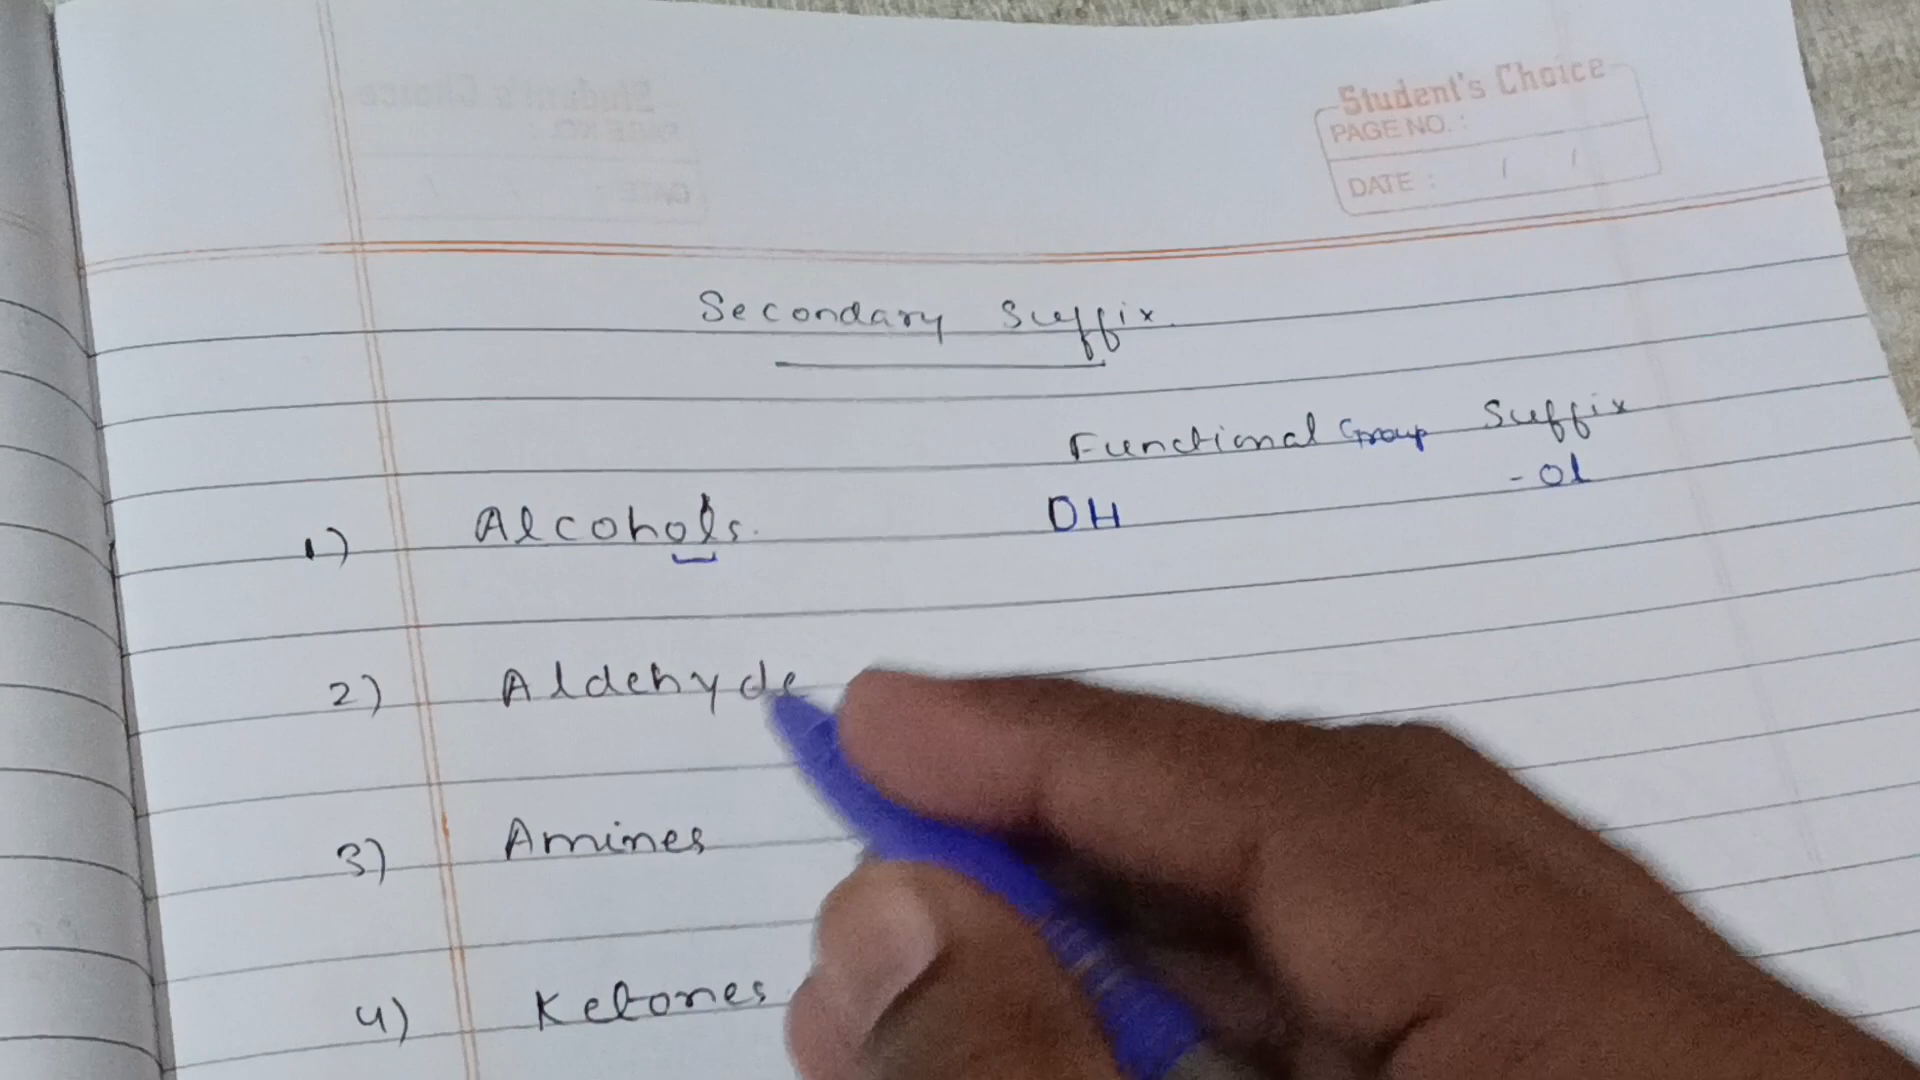 Student's Choice
PAGE NO. :
DATE : / /
Secondary Suffix.
Functional Group Suffix
1) Alcohols. OH -ol
2) Aldehyde
3) Amines
4) Ketones